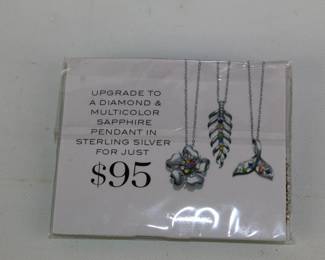 UPGRADE TO
A DIAMOND &
MULTICOLOR
SAPPHIRE
PENDANT IN
STERLING SILVER
FOR JUST
$95